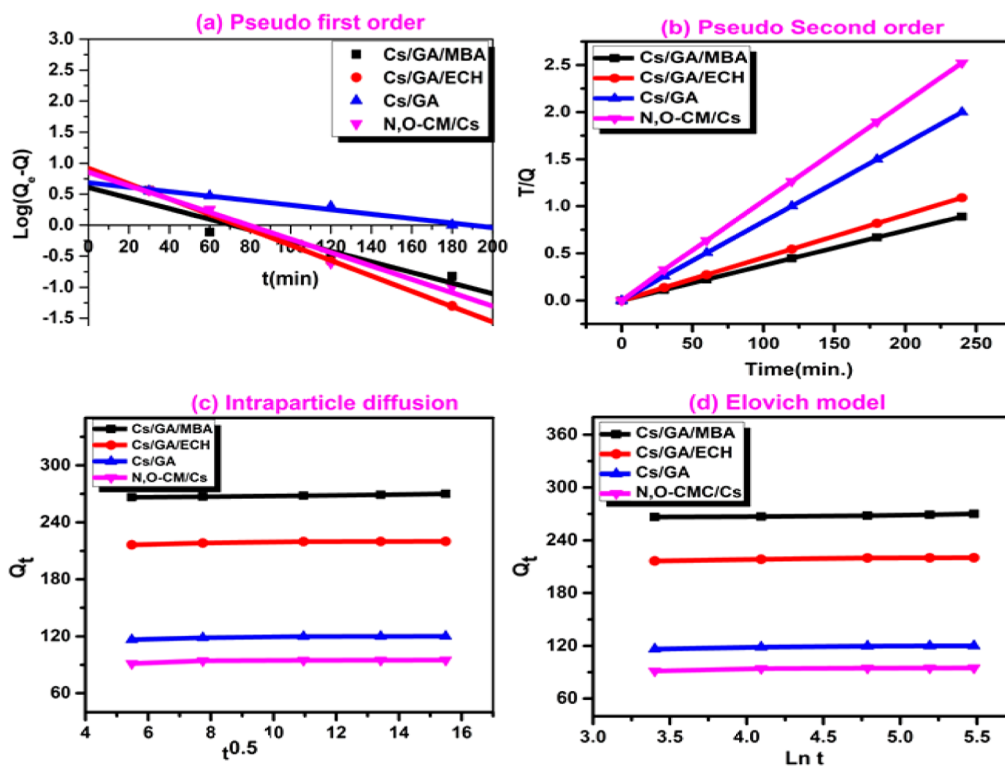 (a) Pseudo first order
3.0
2.5
2.0
1.5
1.0
0.5
0.0
-0.5
-1.0
-1.5
Log(Qe-Q)
0 20 40 60 80 100 120 140 160 180 200
t(min)
Cs/GA/MBA
Cs/GA/ECH
Cs/GA
N,O-CM/Cs
(b) Pseudo Second order
Cs/GA/MBA
Cs/GA/ECH
Cs/GA
N,O-CM/Cs
2.5
2.0
1.5
1.0
0.5
0.0
T/Q
0 50 100 150 200 250
Time(min.)
(c) Intraparticle diffusion
Cs/GA/MBA
Cs/GA/ECH
Cs/GA
N,O-CM/Cs
300
240
180
120
60
Qt
4 6 8 10 12 14 16
t0.5
(d) Elovich model
Cs/GA/MBA
Cs/GA/ECH
Cs/GA
N,O-CMC/Cs
360
300
240
180
120
60
Qt
3.0 3.5 4.0 4.5 5.0 5.5
Ln t